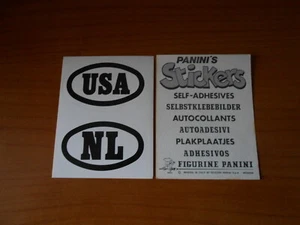 USA
NL
PANINI'S
Stickers
SELF-ADHESIVES
SELBSTKLEBEBILDER
AUTOCOLLANTS
AUTOADESIVI
PLAKPLAATJES
ADHESIVOS
FIGURINE PANINI